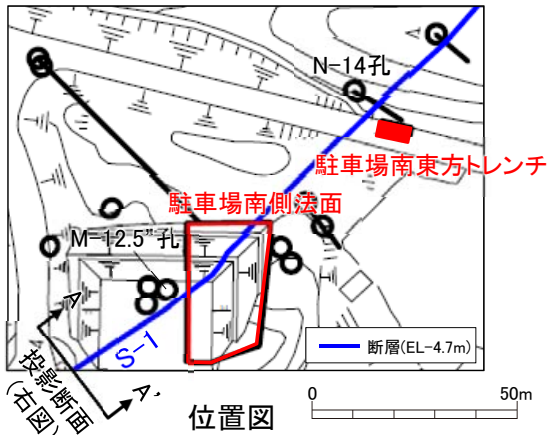 N-14孔
駐車場南東方トレンチ
駐車場南側法面
M-12.5”孔
A
S-1
断層(EL-4.7m)
投影断面
(右図)
A’
位置図
0
50m